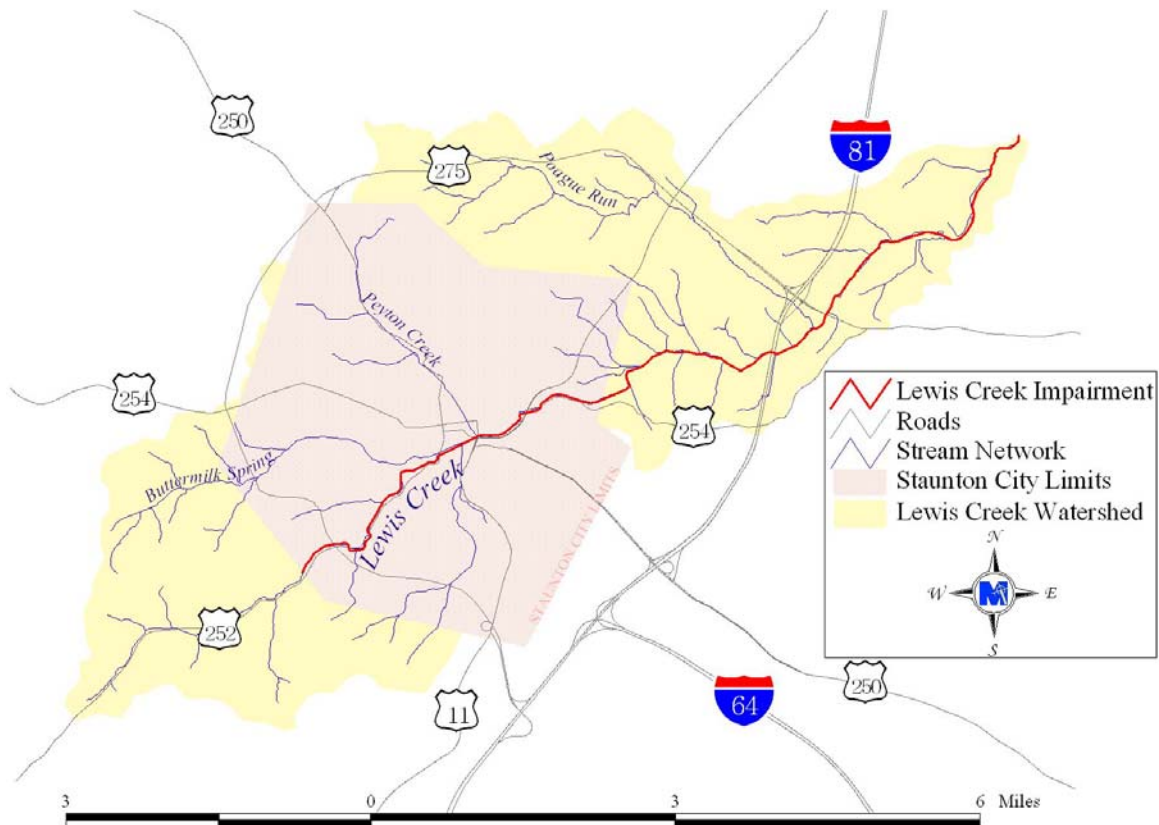 250
275
Poague Run
81
Peyton Creek
254
254
Buttermilk Spring
Lewis Creek
STAUNTON CITY LIMITS
252
11
64
250
Lewis Creek Impairment
Roads
Stream Network
Staunton City Limits
Lewis Creek Watershed
N
W
E
S
M
3 0 3 6 Miles